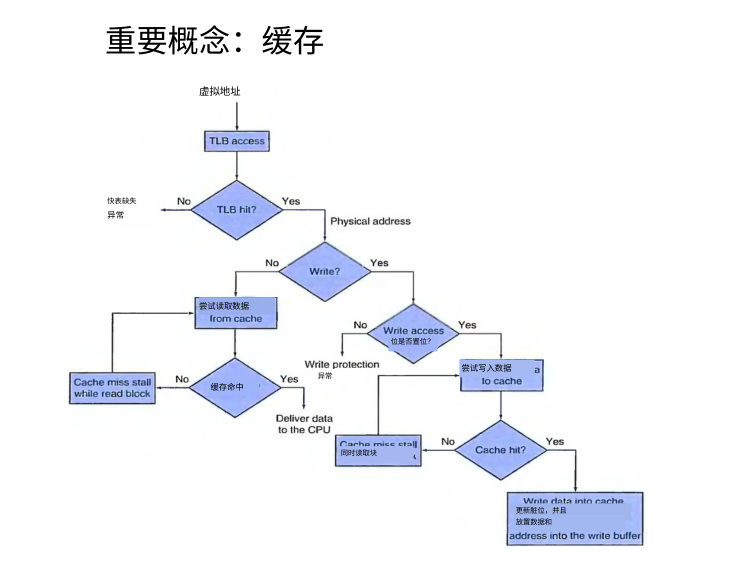 重要概念：缓存
虚拟地址
TLB access
快表缺失
异常
No
TLB hit?
Yes
Physical address
No
Write?
Yes
尝试读取数据
from cache
No
Write access
位是否置位?
Yes
Write protection
异常
尝试写入数据 a
to cache
Cache miss stall
while read block
No
缓存命中
Yes
Deliver data
to the CPU
Cache miss stall
同时读取块
No
Cache hit?
Yes
Write data into cache,
更新脏位，并且
放置数据和
address into the write buffer